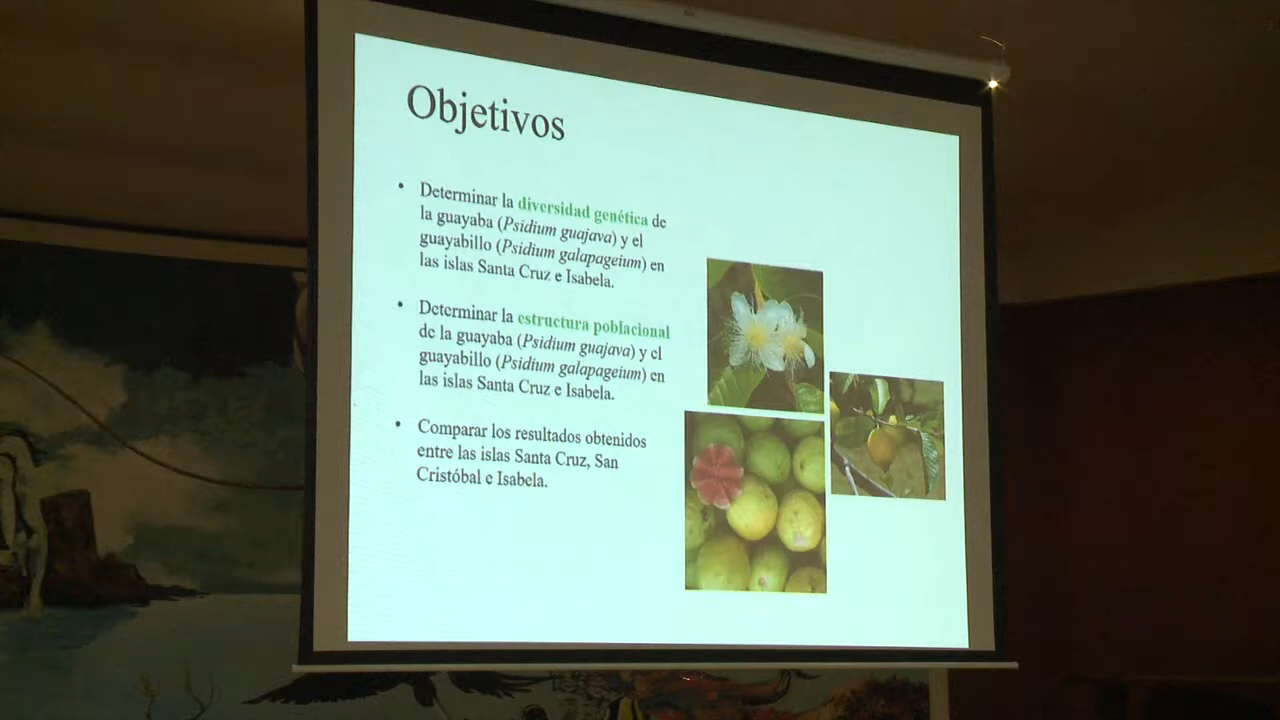 Objetivos
• Determinar la diversidad genética de
la guayaba (Psidium guajava) y el
guayabillo (Psidium galapageium) en
las islas Santa Cruz e Isabela.
• Determinar la estructura poblacional
de la guayaba (Psidium guajava) y el
guayabillo (Psidium galapageium) en
las islas Santa Cruz e Isabela.
• Comparar los resultados obtenidos
entre las islas Santa Cruz, San
Cristóbal e Isabela.